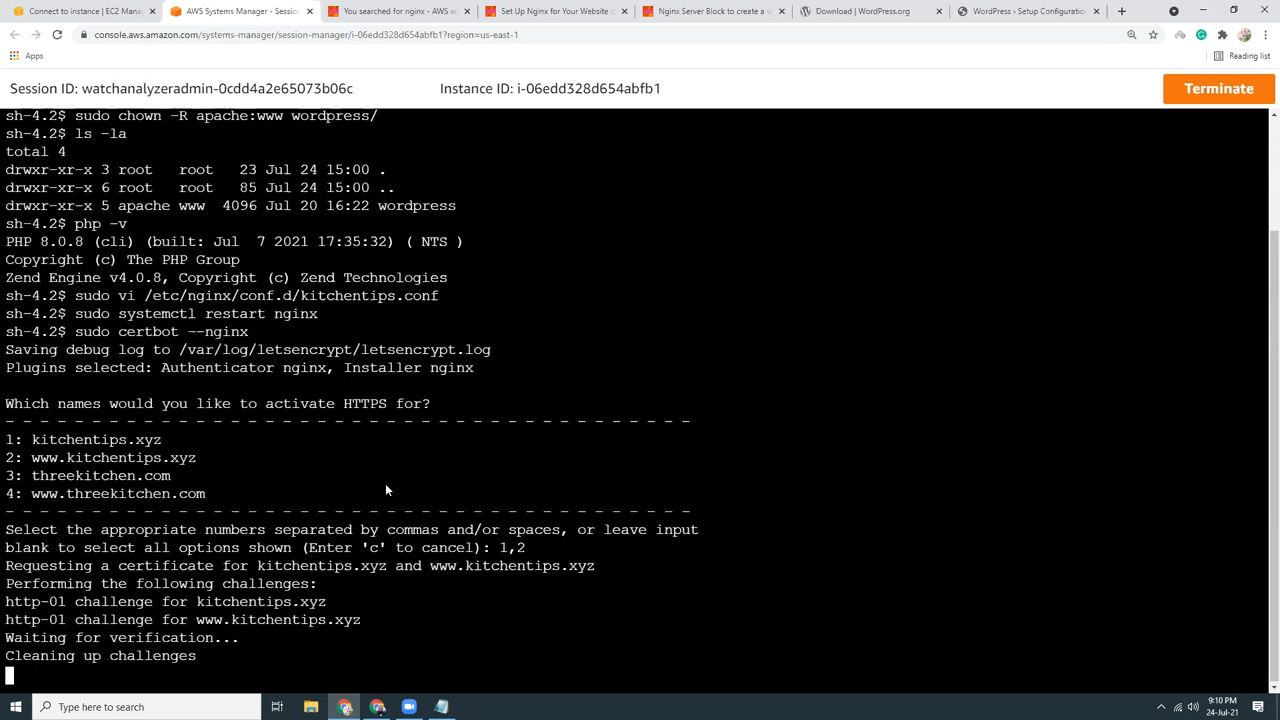 Connect to instance | EC2 Manag
AWS Systems Manager - Session
You searched for nginx - AWS w
Set Up Nginx for Your Website o
Nginx Server Block to create a v
Download | WordPress.org
WordPress › Setup Configuration
console.aws.amazon.com/systems-manager/session-manager/i-06edd328d654abfb1?region=us-east-1
Apps
Reading list
Session ID: watchanalyzeradmin-0cdd4a2e65073b06c
Instance ID: i-06edd328d654abfb1
Terminate
sh-4.2$ sudo chown -R apache:www wordpress/
sh-4.2$ ls -la
total 4
drwxr-xr-x 3 root   root   23 Jul 24 15:00 .
drwxr-xr-x 6 root   root   85 Jul 24 15:00 ..
drwxr-xr-x 5 apache www  4096 Jul 20 16:22 wordpress
sh-4.2$ php -v
PHP 8.0.8 (cli) (built: Jul  7 2021 17:35:32) ( NTS )
Copyright (c) The PHP Group
Zend Engine v4.0.8, Copyright (c) Zend Technologies
sh-4.2$ sudo vi /etc/nginx/conf.d/kitchentips.conf
sh-4.2$ sudo systemctl restart nginx
sh-4.2$ sudo certbot --nginx
Saving debug log to /var/log/letsencrypt/letsencrypt.log
Plugins selected: Authenticator nginx, Installer nginx
Which names would you like to activate HTTPS for?
- - - - - - - - - - - - - - - - - - - - - - - - - - - - - - - - - - - - - - - -
1: kitchentips.xyz
2: www.kitchentips.xyz
3: threekitchen.com
4: www.threekitchen.com
- - - - - - - - - - - - - - - - - - - - - - - - - - - - - - - - - - - - - - - -
Select the appropriate numbers separated by commas and/or spaces, or leave input
blank to select all options shown (Enter 'c' to cancel): 1,2
Requesting a certificate for kitchentips.xyz and www.kitchentips.xyz
Performing the following challenges:
http-01 challenge for kitchentips.xyz
http-01 challenge for www.kitchentips.xyz
Waiting for verification...
Cleaning up challenges
Type here to search
9:10 PM
24-Jul-21